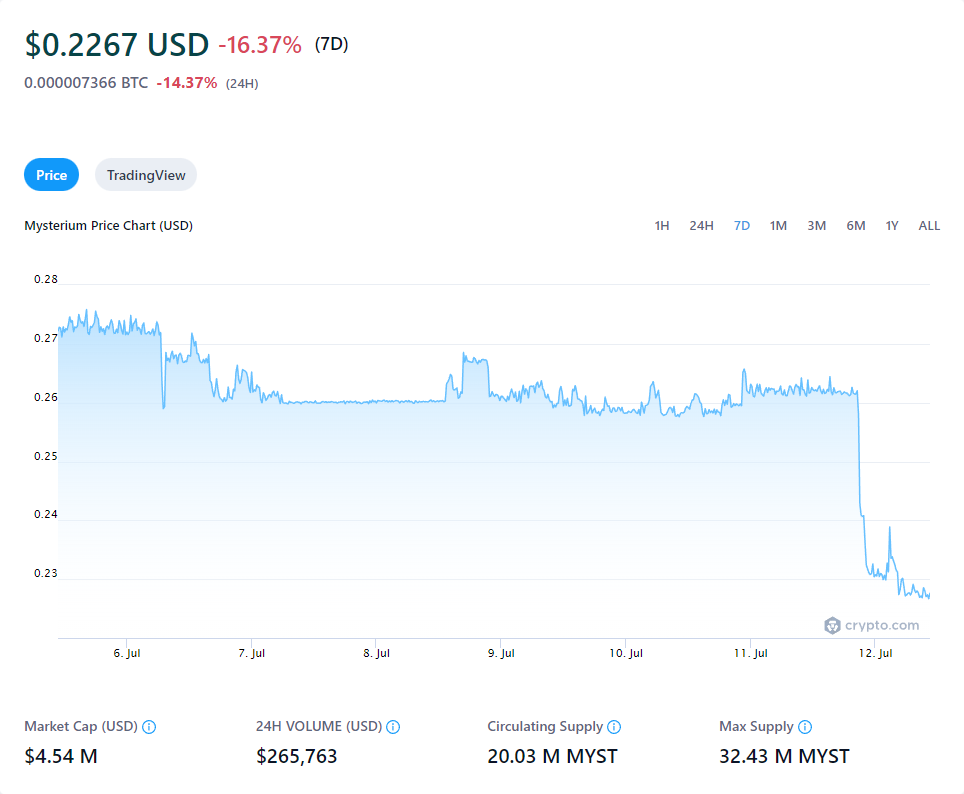 $0.2267 USD -16.37% (7D)
0.000007366 BTC -14.37% (24H)
Price TradingView
Mysterium Price Chart (USD) 1H 24H 7D 1M 3M 6M 1Y ALL
0.28
0.27
0.26
0.25
0.24
0.23
crypto.com
6. Jul 7. Jul 8. Jul 9. Jul 10. Jul 11. Jul 12. Jul
Market Cap (USD) 24H VOLUME (USD) Circulating Supply Max Supply
$4.54 M $265,763 20.03 M MYST 32.43 M MYST